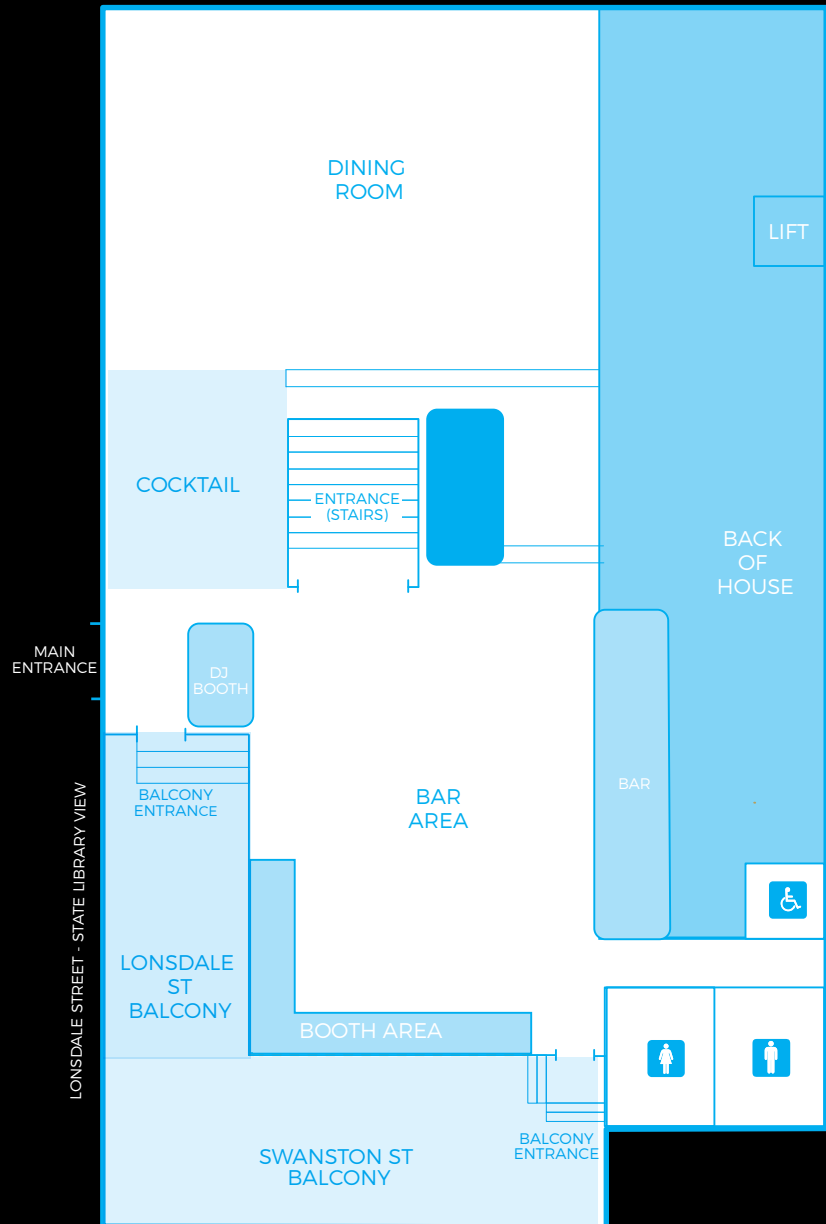 DINING
ROOM
LIFT
COCKTAIL
ENTRANCE
(STAIRS)
BACK
OF
HOUSE
MAIN
ENTRANCE
DJ
BOOTH
BALCONY
ENTRANCE
BAR
AREA
BAR
LONSDALE STREET - STATE LIBRARY VIEW
LONSDALE
ST
BALCONY
BOOTH AREA
SWANSTON ST
BALCONY
BALCONY
ENTRANCE